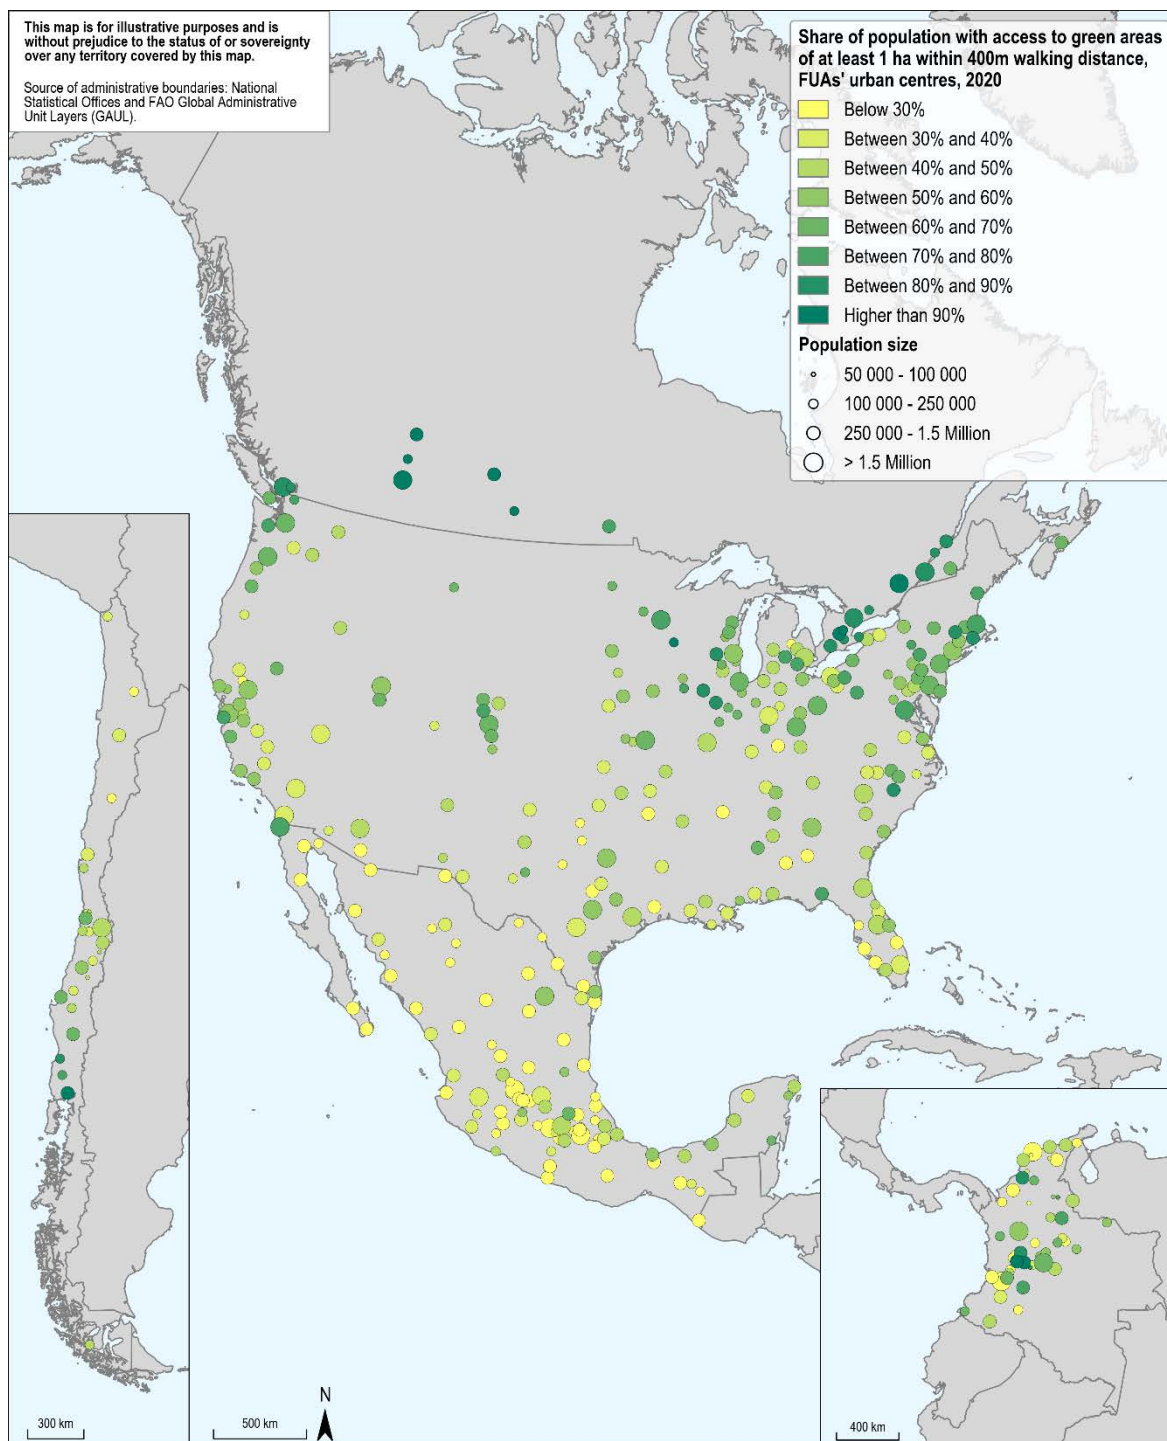 This map is for illustrative purposes and is
without prejudice to the status of or sovereignty
over any territory covered by this map.
Source of administrative boundaries: National
Statistical Offices and FAO Global Administrative
Unit Layers (GAUL).
Share of population with access to green areas
of at least 1 ha within 400m walking distance,
FUAs' urban centres, 2020
Below 30%
Between 30% and 40%
Between 40% and 50%
Between 50% and 60%
Between 60% and 70%
Between 70% and 80%
Between 80% and 90%
Higher than 90%
Population size
50 000 - 100 000
100 000 - 250 000
250 000 - 1.5 Million
> 1.5 Million
300 km
500 km
N
400 km